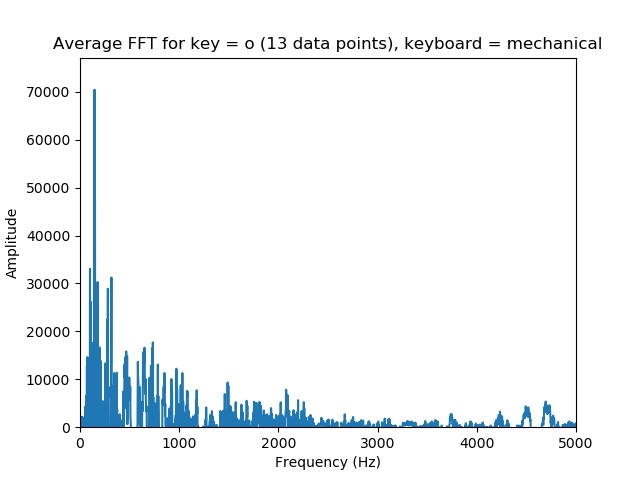 Average FFT for key = o (13 data points), keyboard = mechanical
70000
60000
50000
40000
30000
20000
10000
0
Amplitude
0 1000 2000 3000 4000 5000
Frequency (Hz)